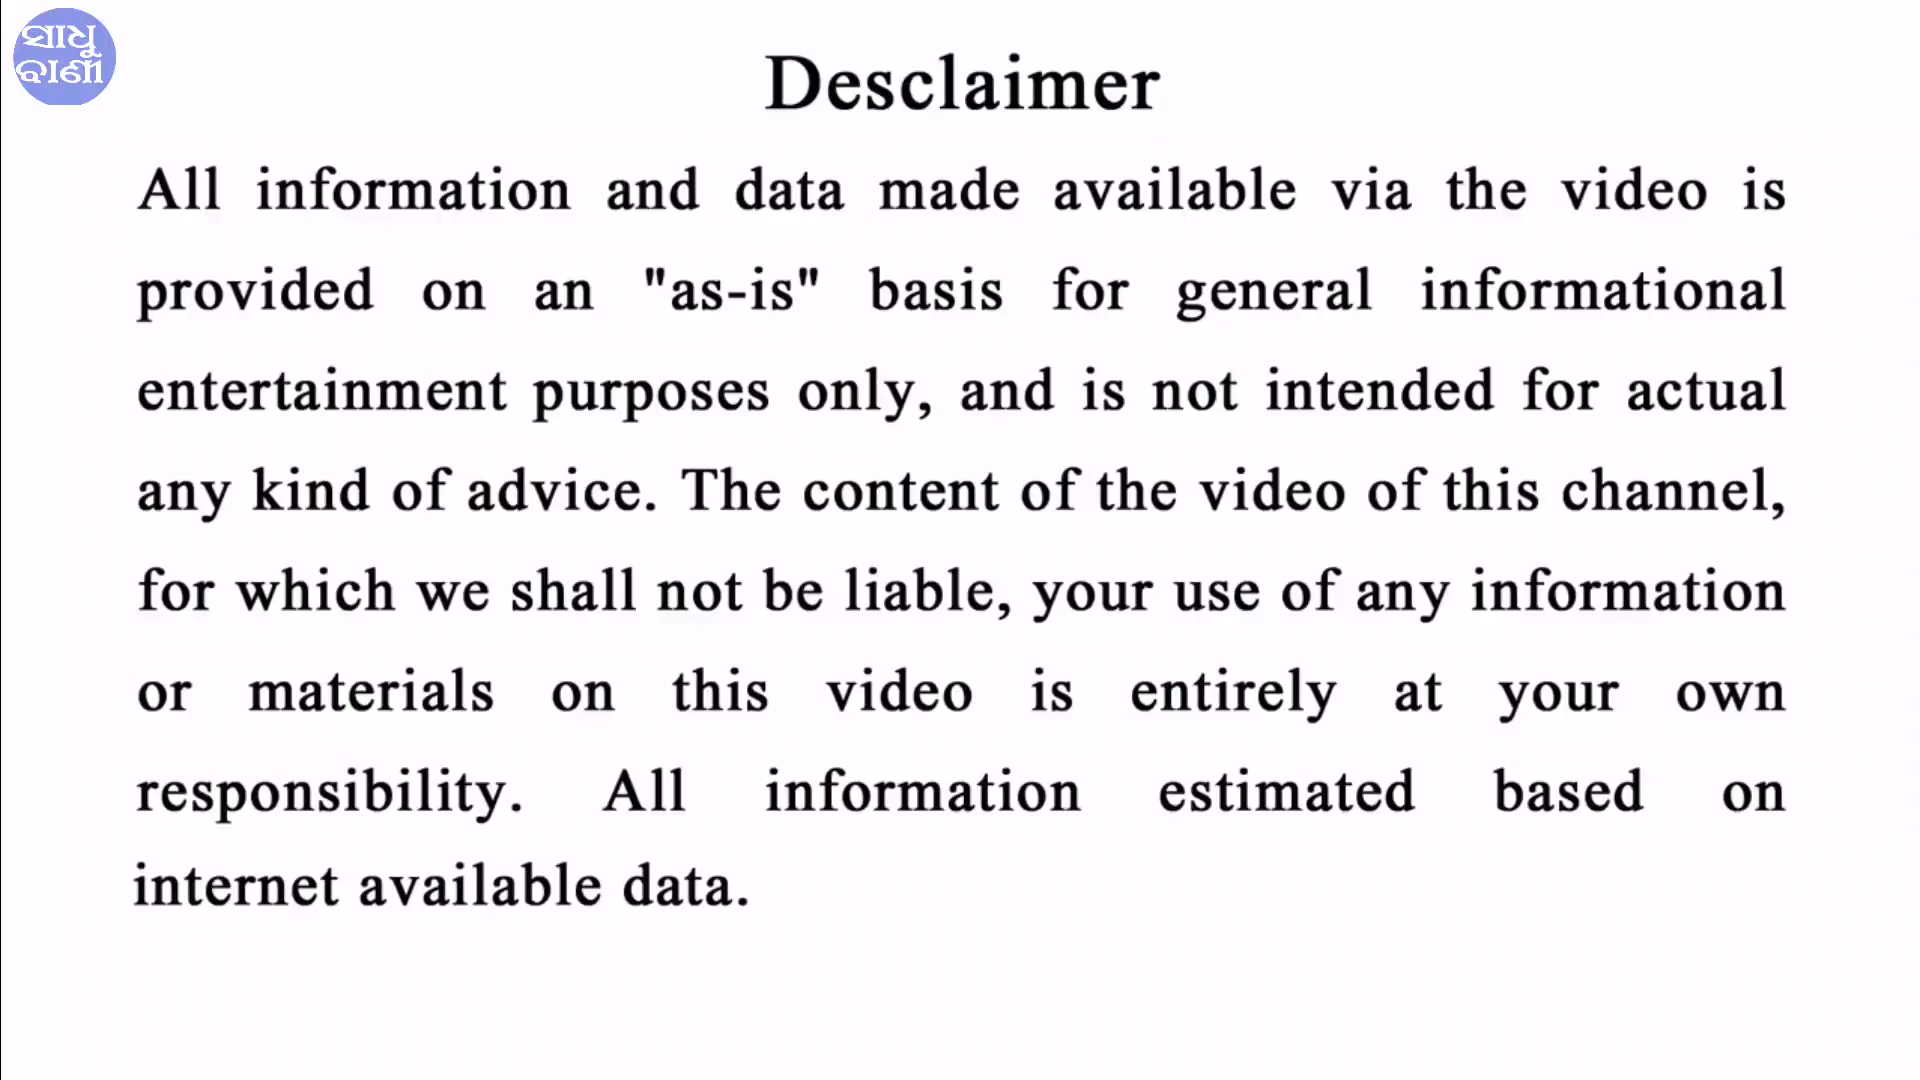 ସାଧୁ
ବାଣୀ
Desclaimer
All information and data made available via the video is
provided on an "as-is" basis for general informational
entertainment purposes only, and is not intended for actual
any kind of advice. The content of the video of this channel,
for which we shall not be liable, your use of any information
or materials on this video is entirely at your own
responsibility. All information estimated based on
internet available data.